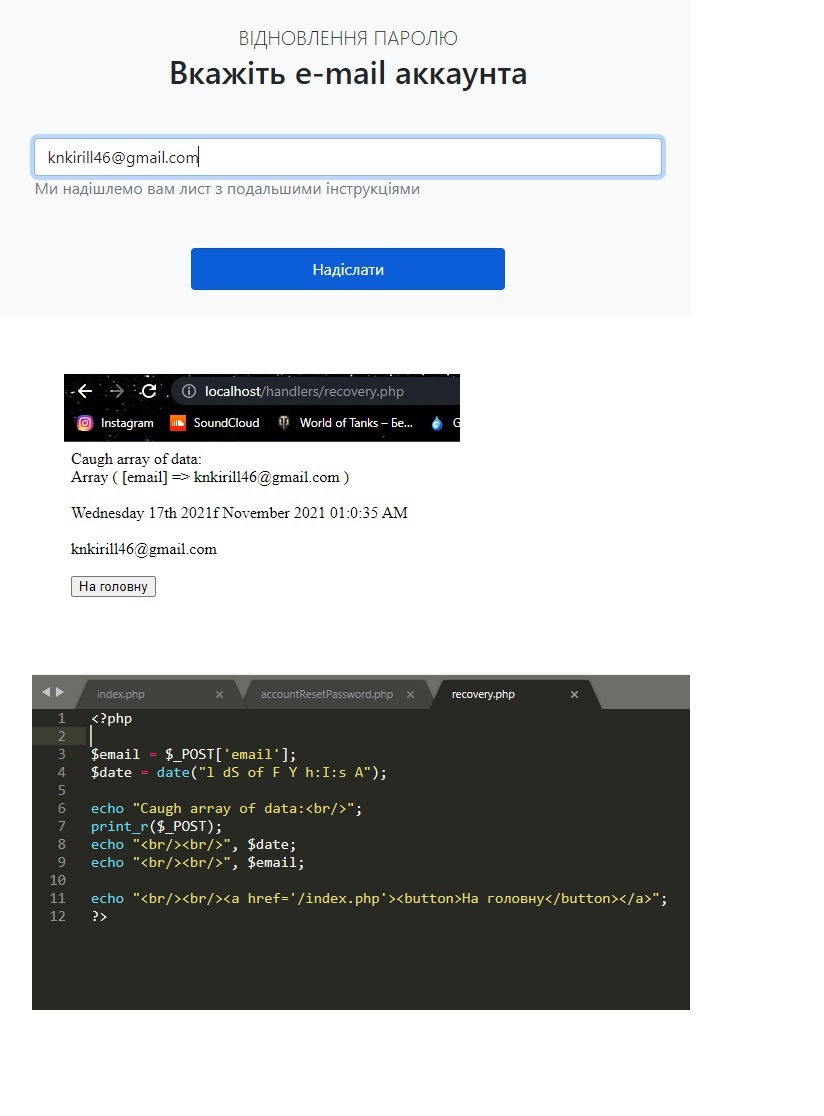 ВІДНОВЛЕННЯ ПАРОЛЮ
Вкажіть e-mail аккаунта
knkirill46@gmail.com
Ми надішлемо вам лист з подальшими інструкціями
Надіслати
localhost/handlers/recovery.php
Instagram SoundCloud World of Tanks – Бе... G
Caugh array of data:
Array ( [email] => knkirill46@gmail.com )
Wednesday 17th 2021f November 2021 01:0:35 AM
knkirill46@gmail.com
На головну
index.php × accountResetPassword.php × recovery.php ×
1 <?php
2
3 $email = $_POST['email'];
4 $date = date("l dS of F Y h:I:s A");
5
6 echo "Caugh array of data:<br/>";
7 print_r($_POST);
8 echo "<br/><br/>", $date;
9 echo "<br/><br/>", $email;
10
11 echo "<br/><br/><a href='/index.php'><button>На головну</button></a>";
12 ?>